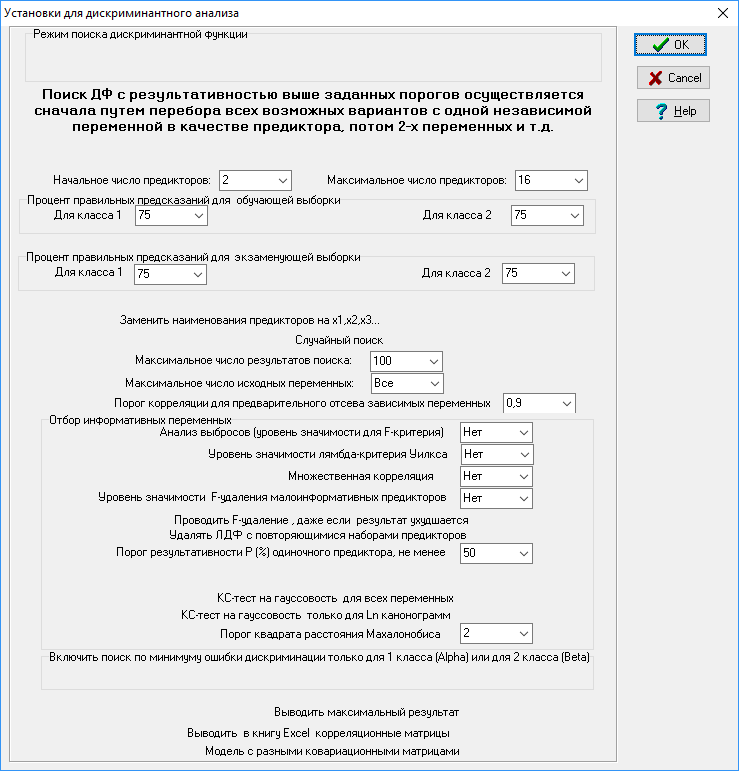 Установки для дискриминантного анализа
Режим поиска дискриминантной функции
OK
Cancel
Help
Поиск ДФ с результативностью выше заданных порогов осуществляется
сначала путем перебора всех возможных вариантов с одной независимой
переменной в качестве предиктора, потом 2-х переменных и т.д.
Начальное число предикторов: 2 Максимальное число предикторов: 16
Процент правильных предсказаний для обучающей выборки
Для класса 1 75 Для класса 2 75
Процент правильных предсказаний для экзаменующей выборки
Для класса 1 75 Для класса 2 75
Заменить наименования предикторов на x1,x2,x3...
Случайный поиск
Максимальное число результатов поиска: 100
Максимальное число исходных переменных: Все
Порог корреляции для предварительного отсева зависимых переменных 0,9
Отбор информативных переменных
Анализ выбросов (уровень значимости для F-критерия) Нет
Уровень значимости лямбда-критерия Уилкса Нет
Множественная корреляция Нет
Уровень значимости F-удаления малоинформативных предикторов Нет
Проводить F-удаление , даже если результат ухудшается
Удалять ЛДФ с повторяющимися наборами предикторов
Порог результативности P (%) одиночного предиктора, не менее 50
КС-тест на гауссовость для всех переменных
КС-тест на гауссовость только для Ln канонограмм
Порог квадрата расстояния Махалонобиса 2
Включить поиск по минимуму ошибки дискриминации только для 1 класса (Alpha) или для 2 класса (Beta)
Выводить максимальный результат
Выводить в книгу Excel корреляционные матрицы
Модель с разными ковариационными матрицами